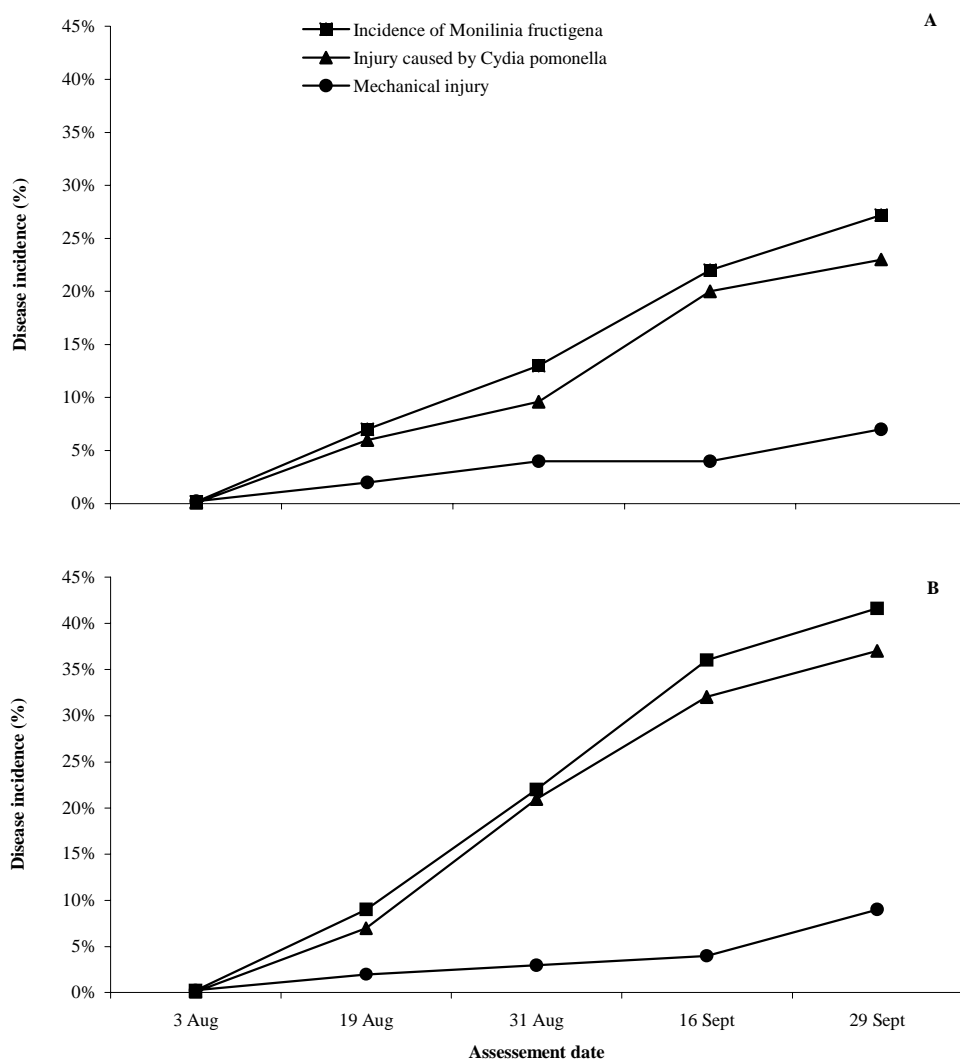 A
Incidence of Monilinia fructigena
Injury caused by Cydia pomonella
Mechanical injury
45%
40%
35%
30%
25%
20%
15%
10%
5%
0%
Disease incidence (%)
B
45%
40%
35%
30%
25%
20%
15%
10%
5%
0%
Disease incidence (%)
3 Aug 19 Aug 31 Aug 16 Sept 29 Sept
Assessement date